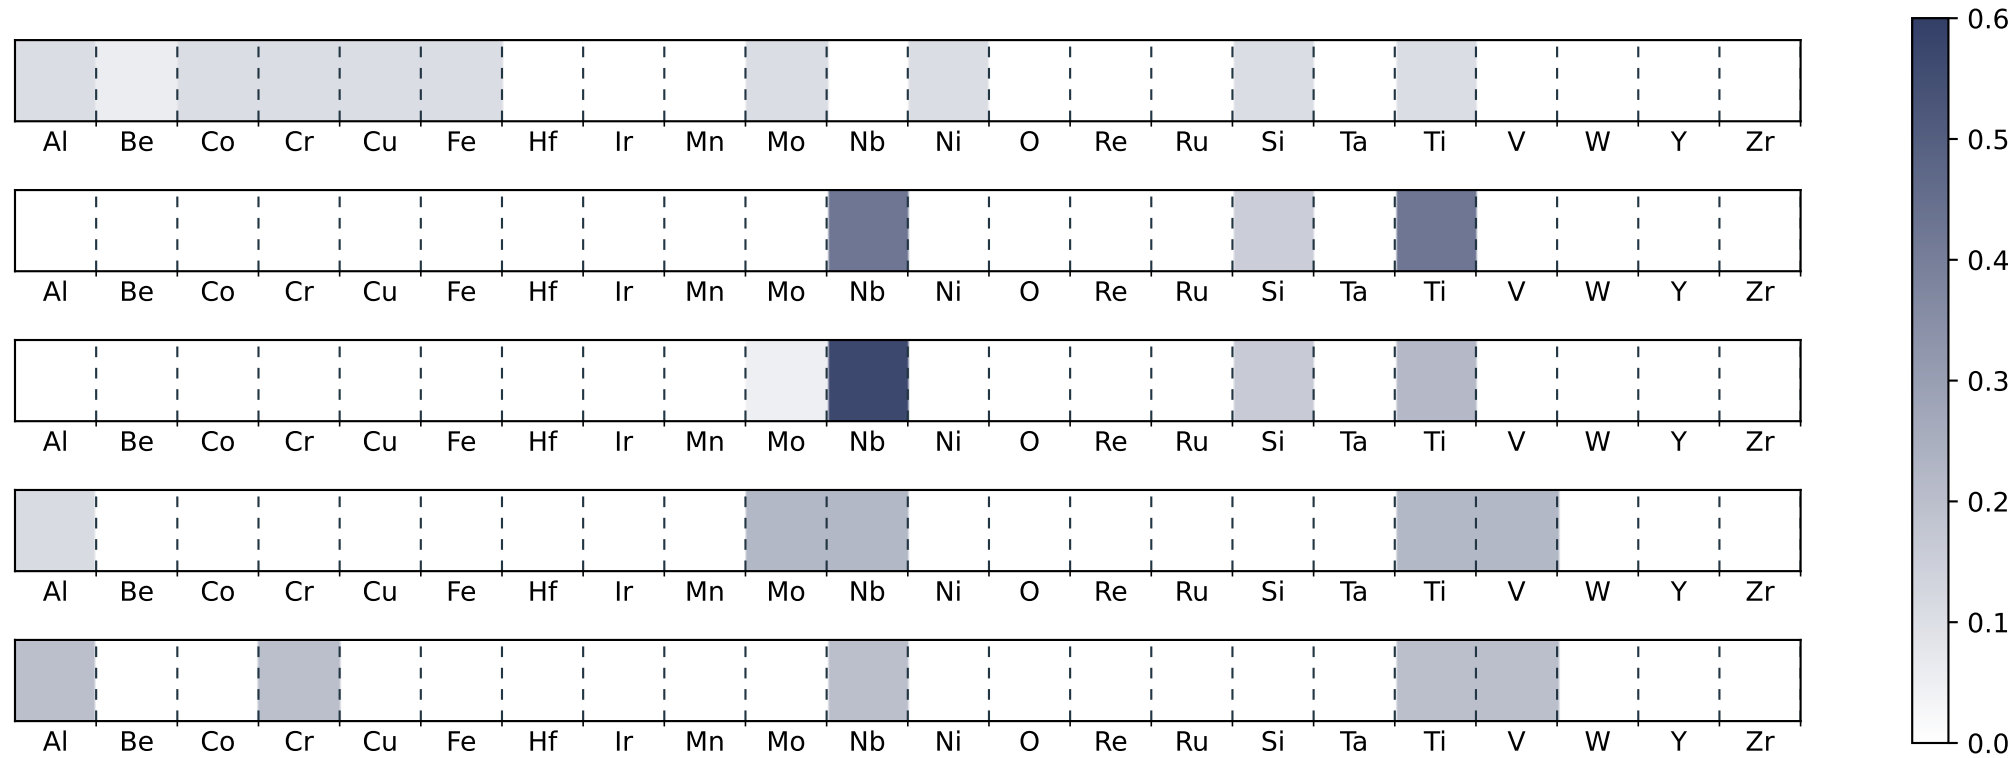 Al Be Co Cr Cu Fe Hf Ir Mn Mo Nb Ni O Re Ru Si Ta Ti V W Y Zr
Al Be Co Cr Cu Fe Hf Ir Mn Mo Nb Ni O Re Ru Si Ta Ti V W Y Zr
Al Be Co Cr Cu Fe Hf Ir Mn Mo Nb Ni O Re Ru Si Ta Ti V W Y Zr
Al Be Co Cr Cu Fe Hf Ir Mn Mo Nb Ni O Re Ru Si Ta Ti V W Y Zr
Al Be Co Cr Cu Fe Hf Ir Mn Mo Nb Ni O Re Ru Si Ta Ti V W Y Zr
0.6
0.5
0.4
0.3
0.2
0.1
0.0